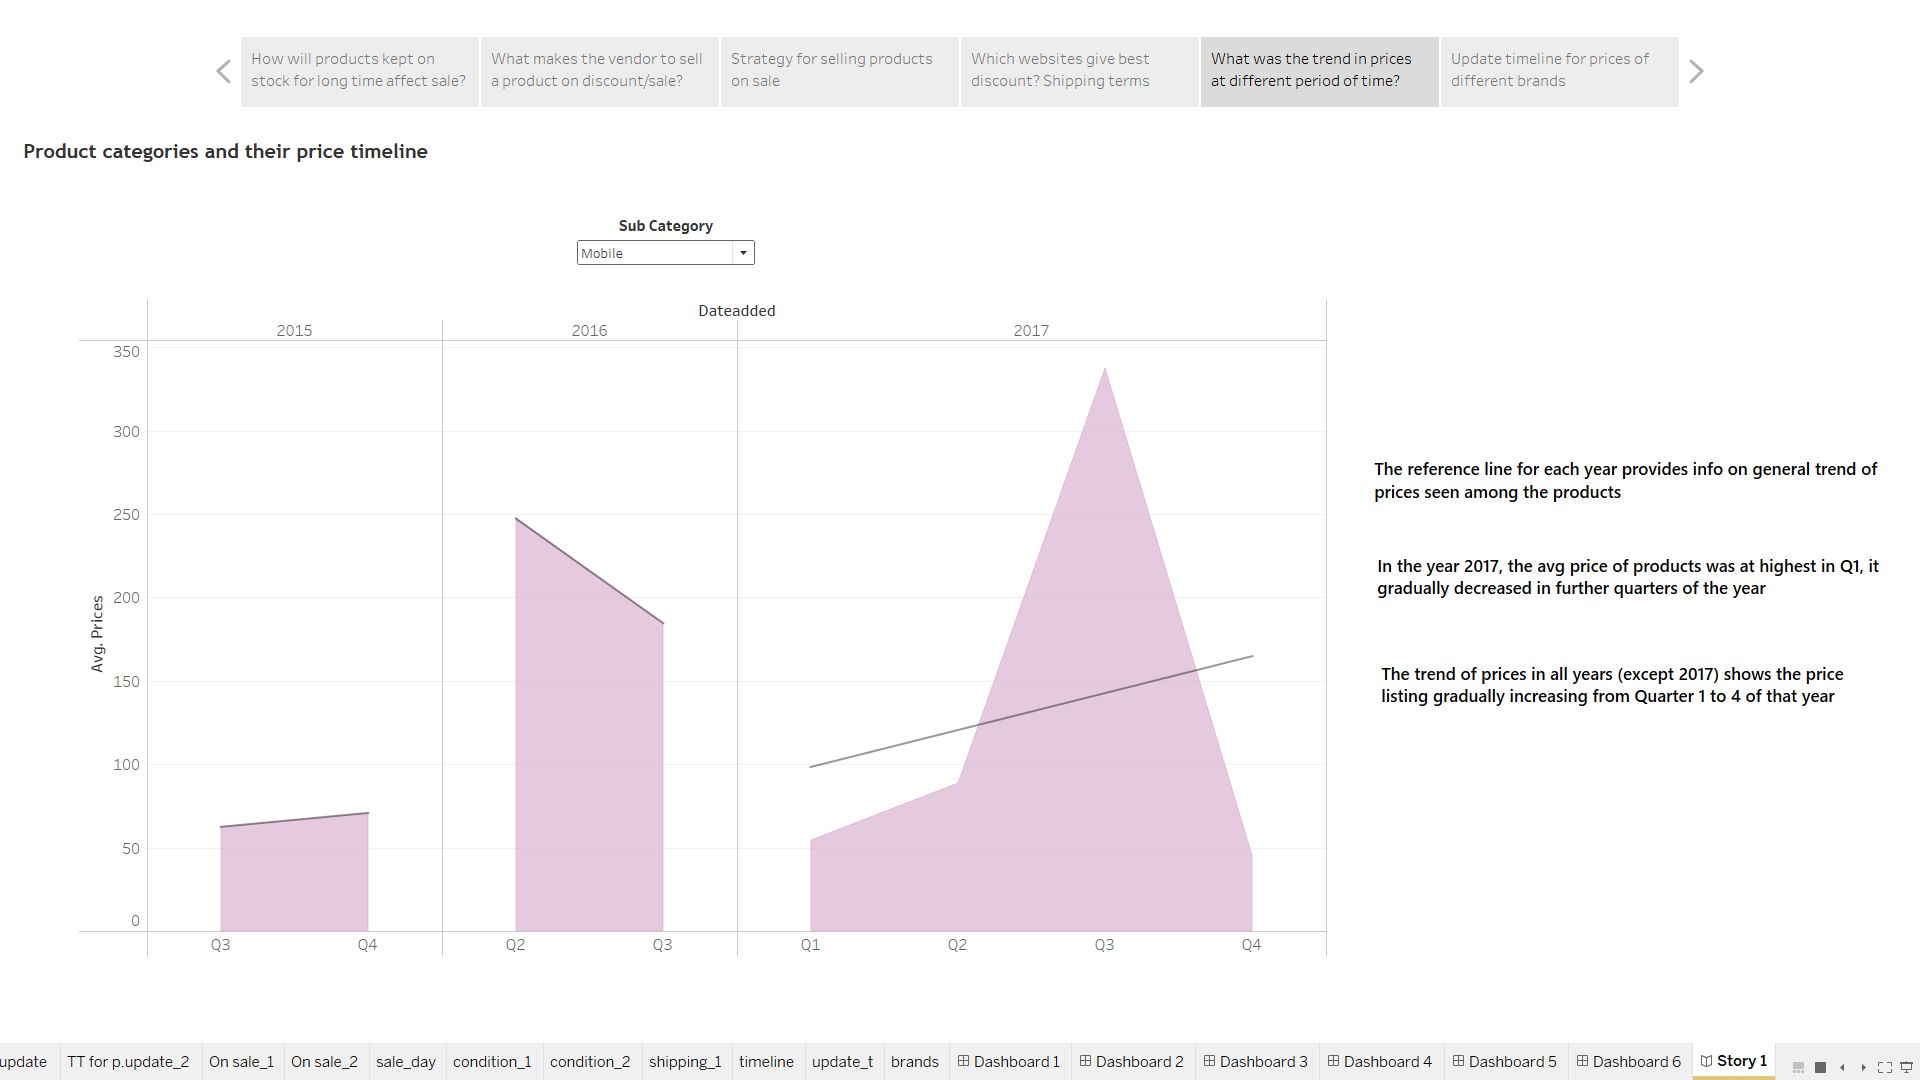 How will products kept on
stock for long time affect sale?
What makes the vendor to sell
a product on discount/sale?
Strategy for selling products
on sale
Which websites give best
discount? Shipping terms
What was the trend in prices
at different period of time?
Update timeline for prices of
different brands
Product categories and their price timeline
Sub Category
Mobile
Dateadded
2015
2016
2017
350
300
250
200
150
100
50
0
Avg. Prices
Q3
Q4
Q2
Q3
Q1
Q2
Q3
Q4
The reference line for each year provides info on general trend of
prices seen among the products
In the year 2017, the avg price of products was at highest in Q1, it
gradually decreased in further quarters of the year
The trend of prices in all years (except 2017) shows the price
listing gradually increasing from Quarter 1 to 4 of that year
update
TT for p.update_2
On sale_1
On sale_2
sale_day
condition_1
condition_2
shipping_1
timeline
update_t
brands
Dashboard 1
Dashboard 2
Dashboard 3
Dashboard 4
Dashboard 5
Dashboard 6
Story 1